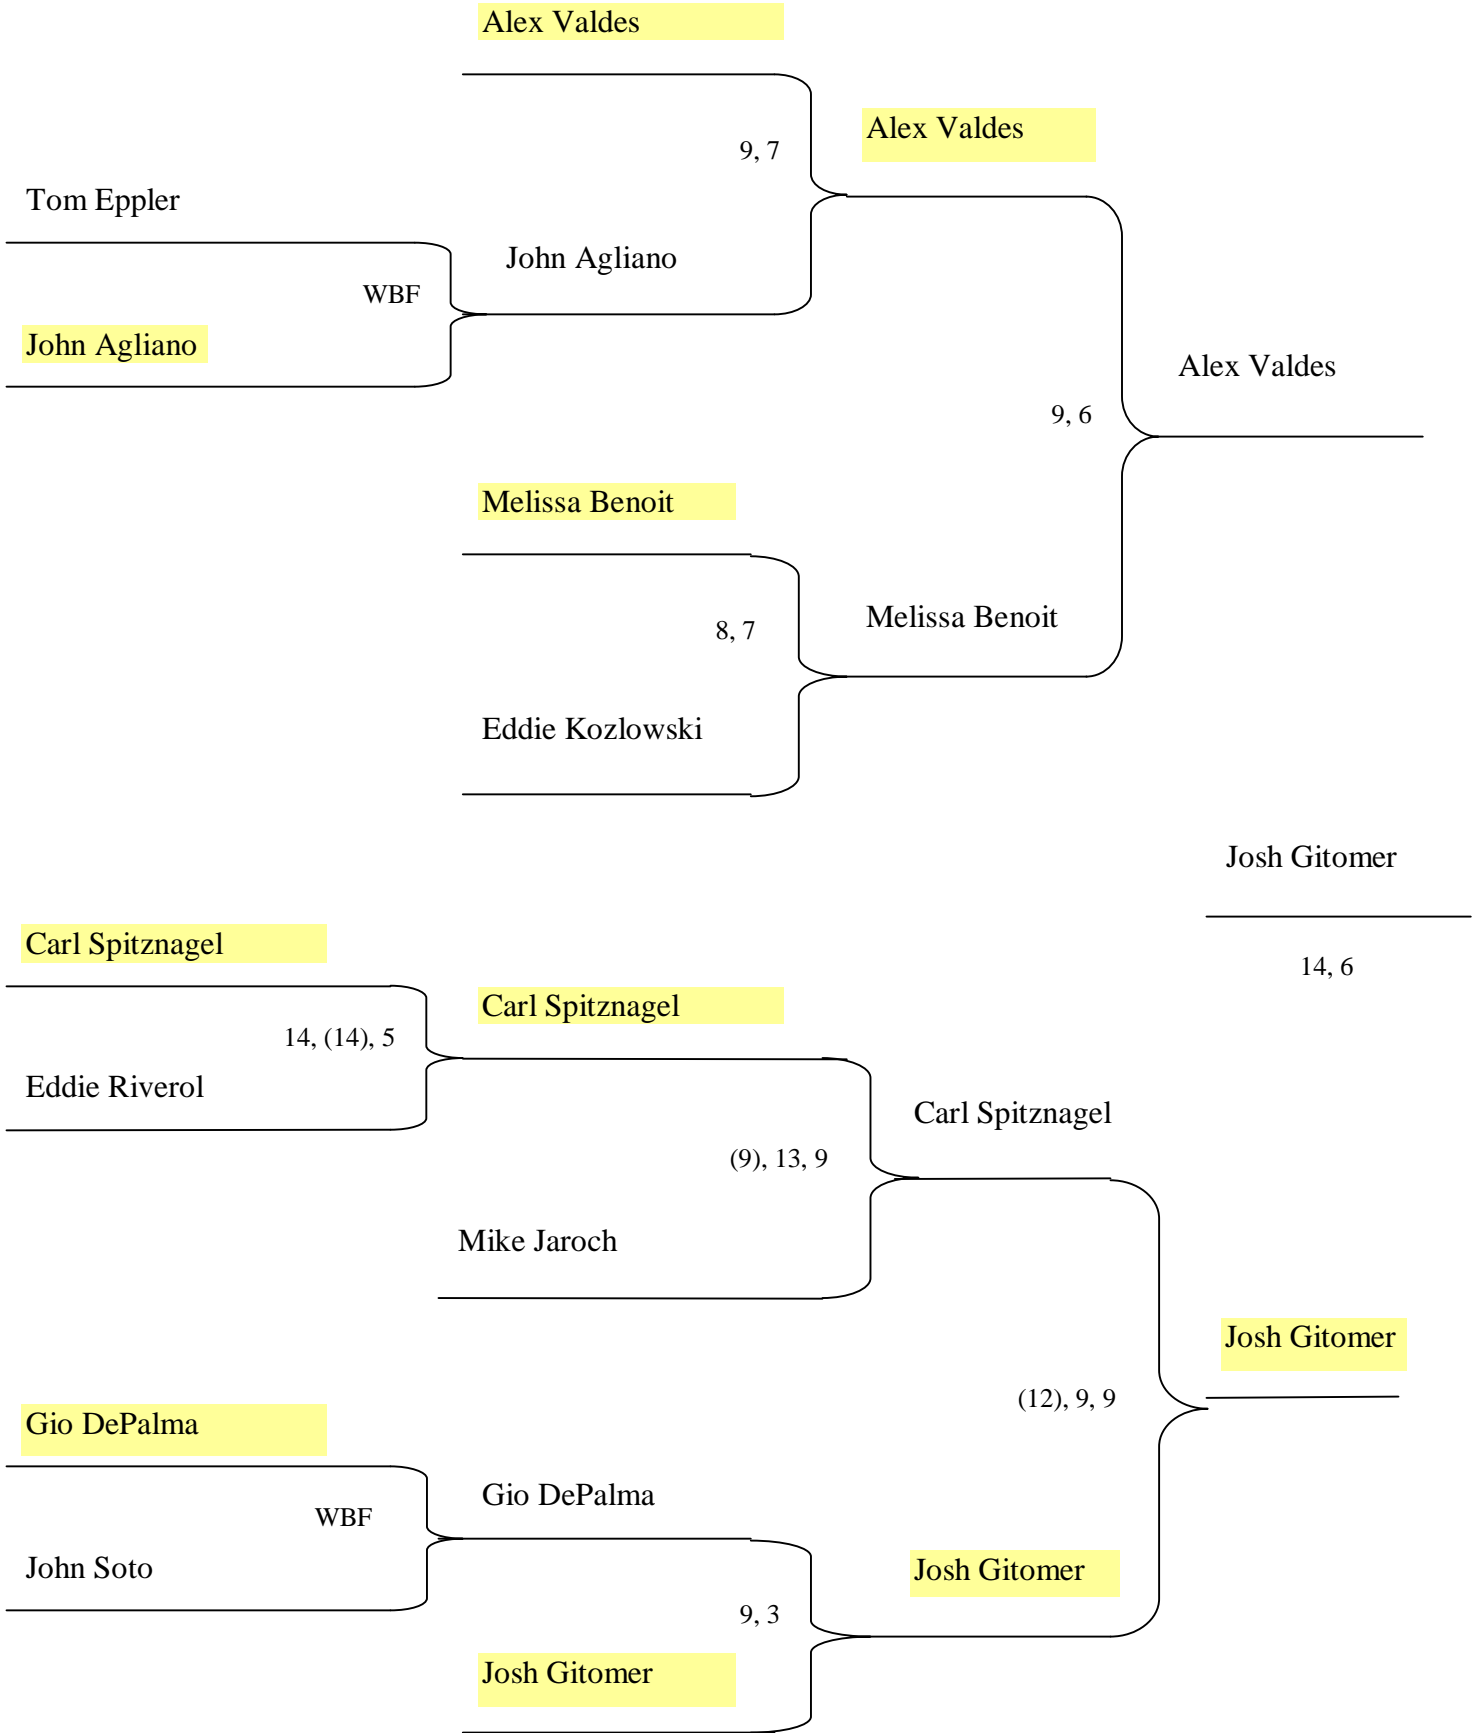 Alex Valdes
9, 7
Alex Valdes
Tom Eppler
John Agliano
WBF
John Agliano
Alex Valdes
9, 6
Melissa Benoit
8, 7
Melissa Benoit
Eddie Kozlowski
Josh Gitomer
14, 6
Carl Spitznagel
Carl Spitznagel
14, (14), 5
Eddie Riverol
Carl Spitznagel
(9), 13, 9
Mike Jaroch
Josh Gitomer
(12), 9, 9
Gio DePalma
Gio DePalma
WBF
John Soto
Josh Gitomer
9, 3
Josh Gitomer